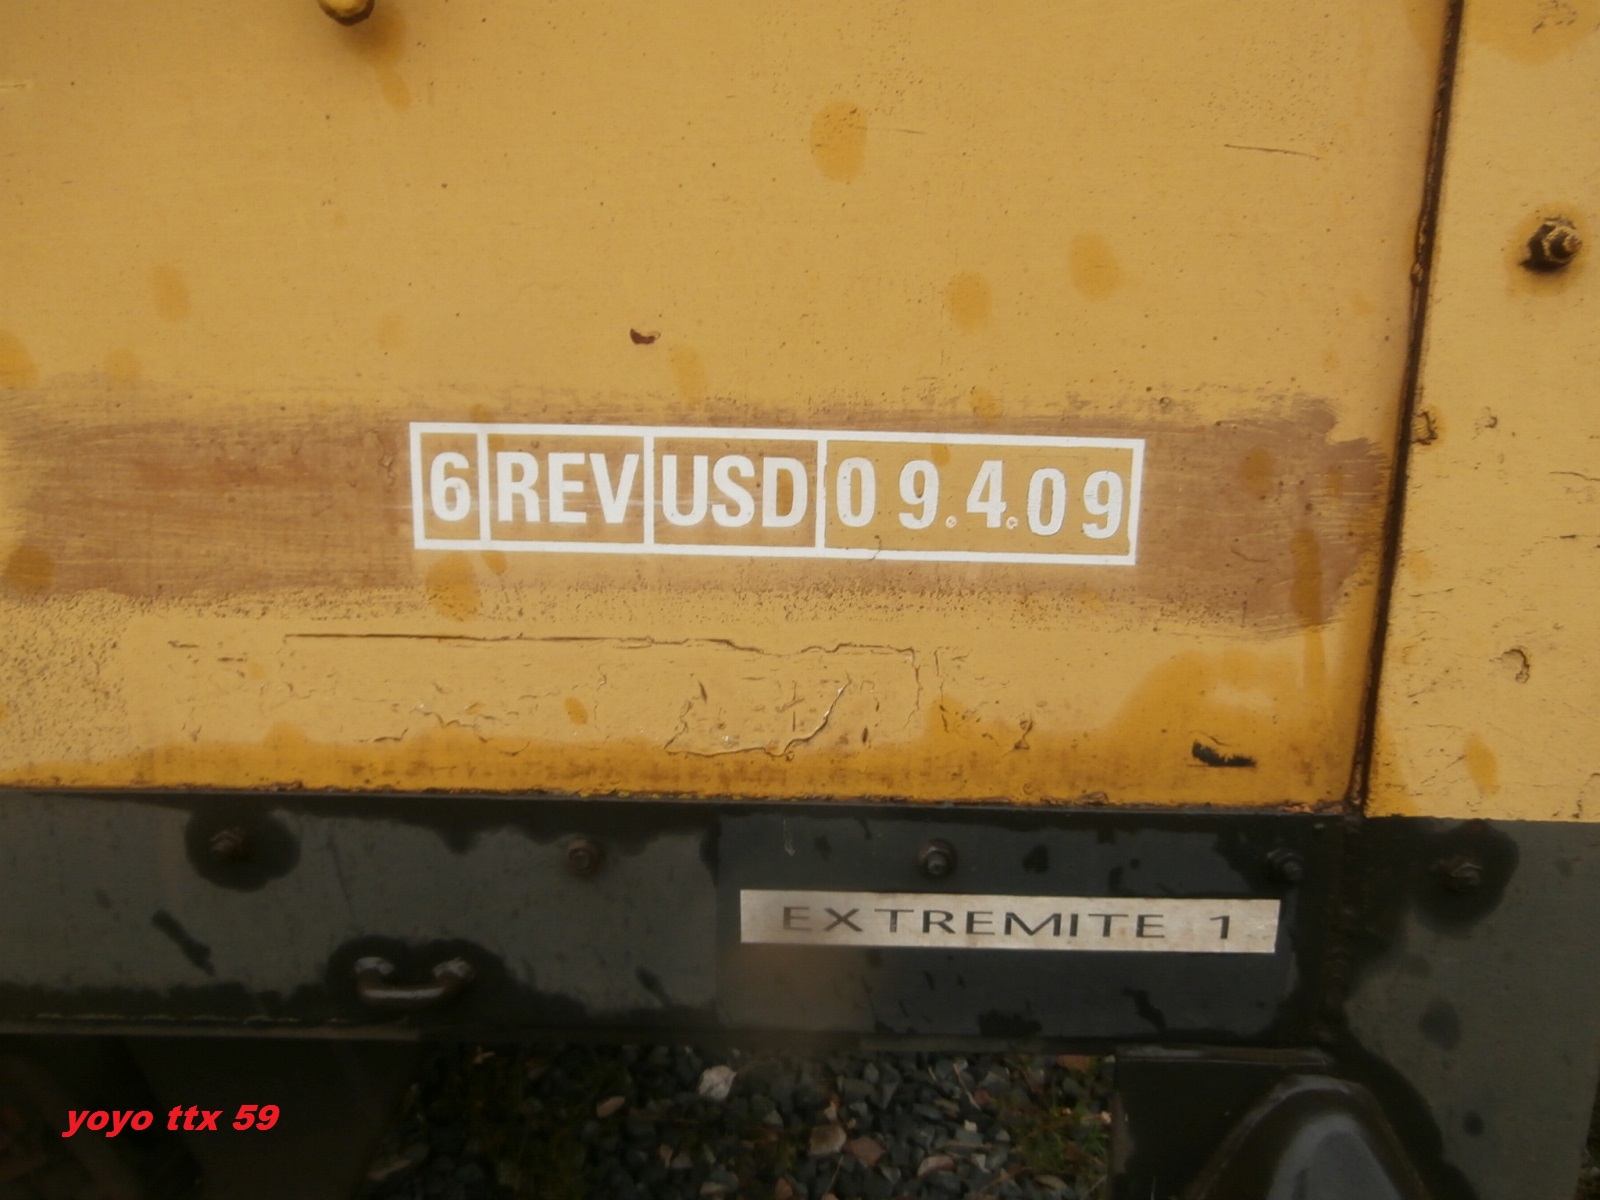 6 REV USD 09.4.09
EXTREMITE 1
yoyo ttx 59